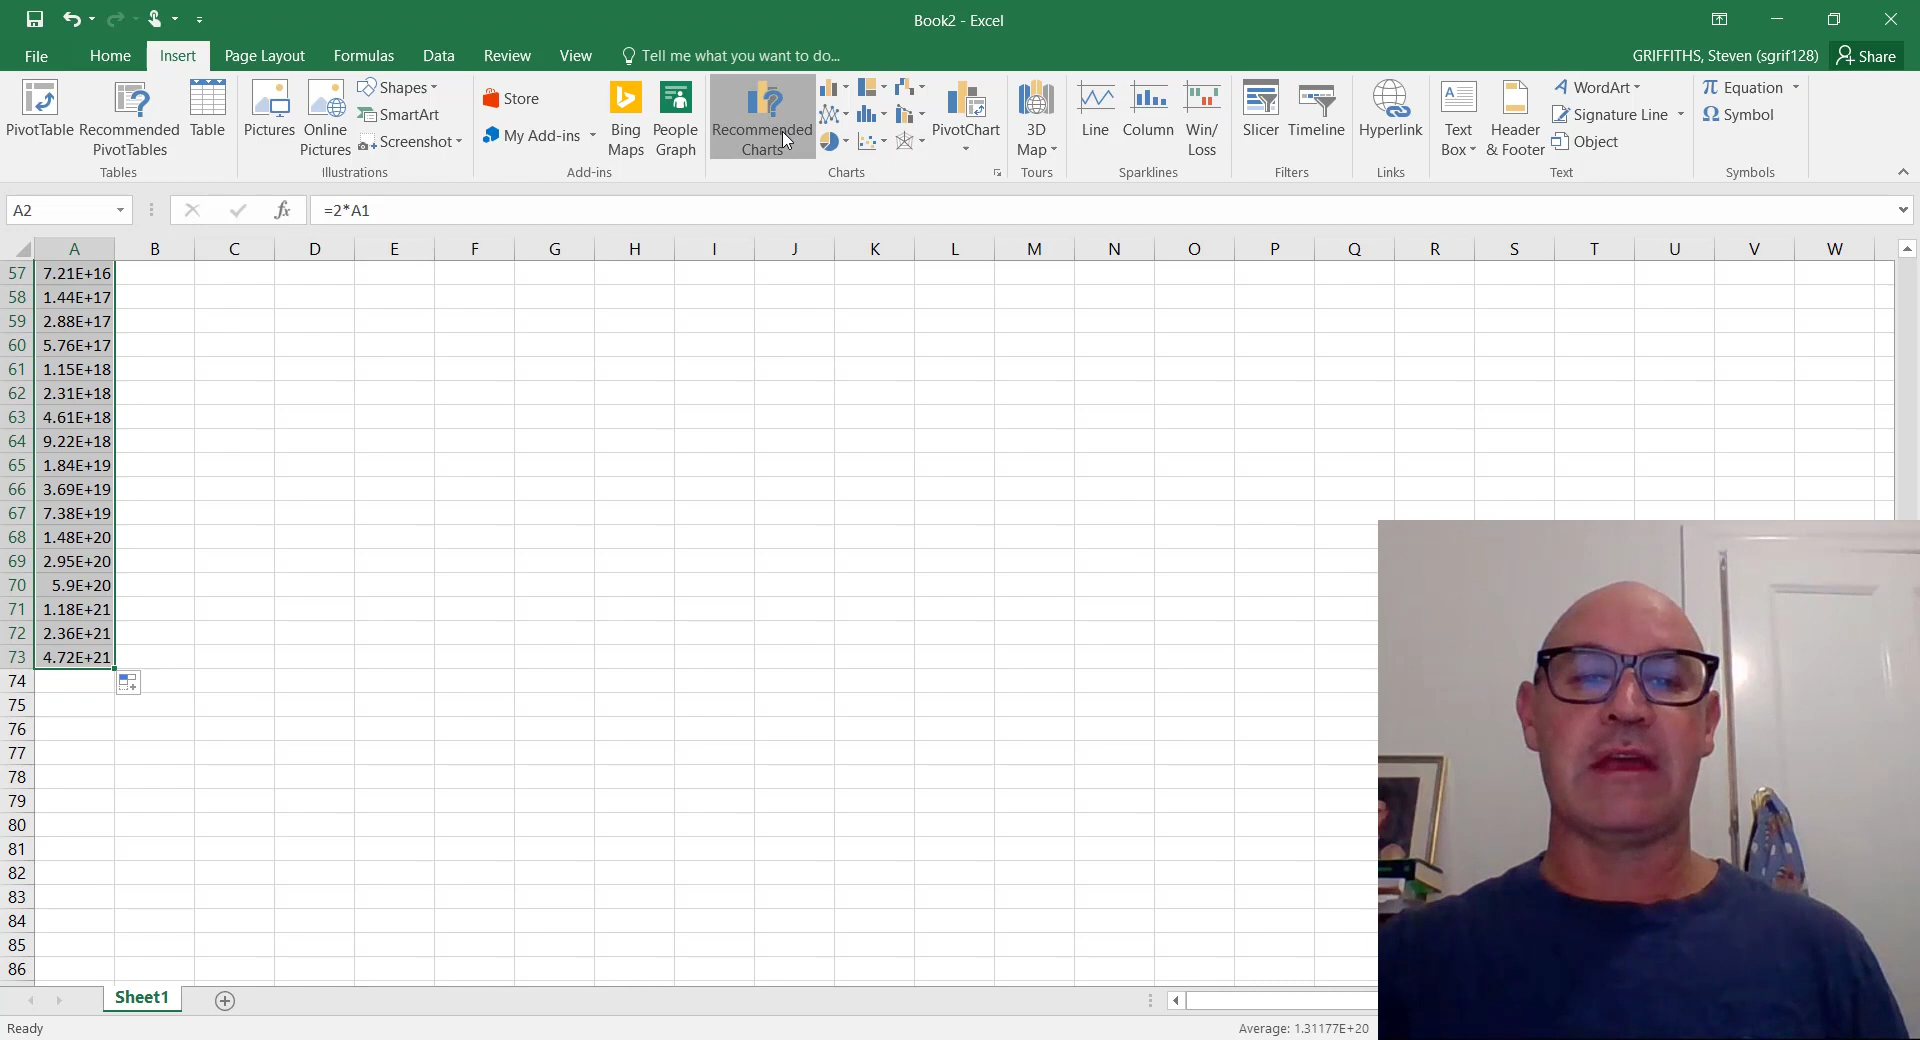 Book2 - Excel
File Home Insert Page Layout Formulas Data Review View Tell me what you want to do... GRIFFITHS, Steven (sgrif128) Share
PivotTable
Recommended PivotTables
Table
Tables
Pictures
Online Pictures
Shapes
SmartArt
Screenshot
Illustrations
Store
My Add-ins
Bing Maps
People Graph
Add-ins
Recommended Charts
PivotChart
Charts
3D Map
Tours
Line
Column
Win/ Loss
Sparklines
Slicer
Timeline
Filters
Hyperlink
Links
Text Box
Header & Footer
WordArt
Signature Line
Object
Text
Equation
Symbol
Symbols
A2 fx =2*A1
A B C D E F G H I J K L M N O P Q R S T U V W
57 7.21E+16
58 1.44E+17
59 2.88E+17
60 5.76E+17
61 1.15E+18
62 2.31E+18
63 4.61E+18
64 9.22E+18
65 1.84E+19
66 3.69E+19
67 7.38E+19
68 1.48E+20
69 2.95E+20
70 5.9E+20
71 1.18E+21
72 2.36E+21
73 4.72E+21
74
75
76
77
78
79
80
81
82
83
84
85
86
Sheet1
Ready Average: 1.31177E+20